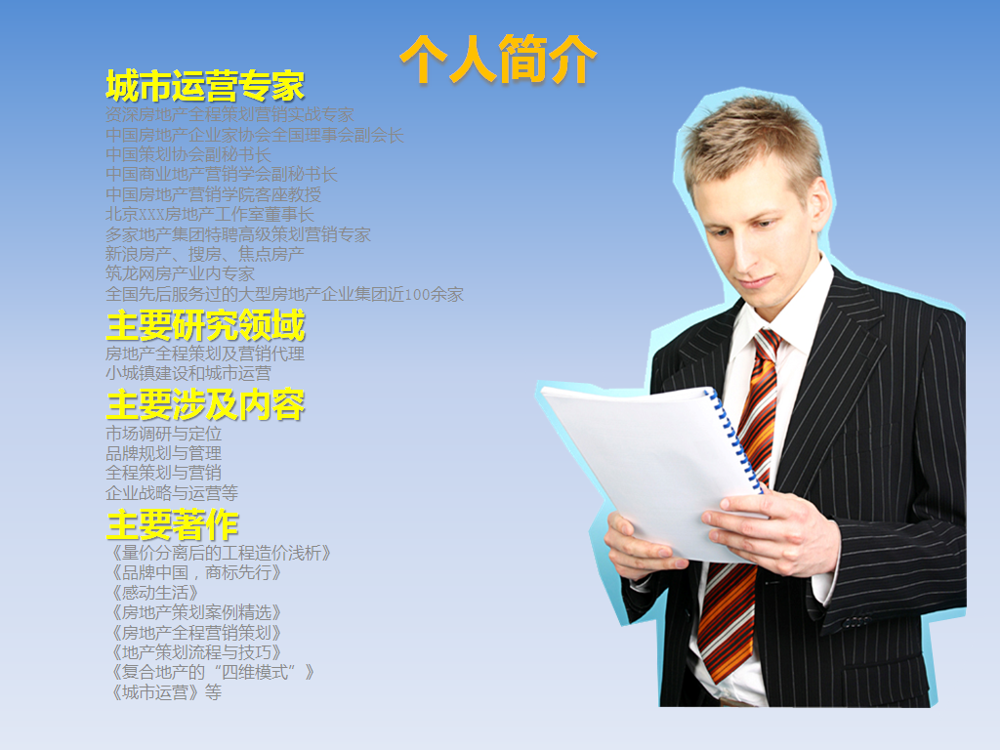 个人简介
城市运营专家
资深房地产全程策划营销实战专家
中国房地产企业家协会全国理事会副会长
中国策划协会副秘书长
中国商业地产营销学会副秘书长
中国房地产营销学院客座教授
北京XXX房地产工作室董事长
多家地产集团特聘高级策划营销专家
新浪房产、搜房、焦点房产
筑龙网房产业内专家
全国先后服务过的大型房地产企业集团近100余家
主要研究领域
房地产全程策划及营销代理
小城镇建设和城市运营
主要涉及内容
市场调研与定位
品牌规划与管理
全程策划与营销
企业战略与运营等
主要著作
《量价分离后的工程造价浅析》
《品牌中国，商标先行》
《感动生活》
《房地产策划案例精选》
《房地产全程营销策划》
《地产策划流程与技巧》
《复合地产的“四维模式”》
《城市运营》等